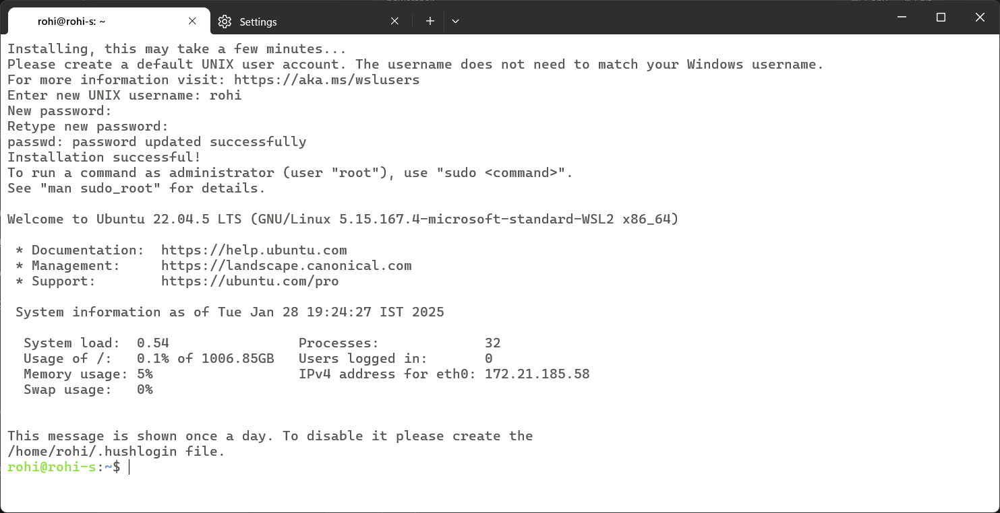 rohi@rohi-s: ~
Settings
Installing, this may take a few minutes...
Please create a default UNIX user account. The username does not need to match your Windows username.
For more information visit: https://aka.ms/wslusers
Enter new UNIX username: rohi
New password:
Retype new password:
passwd: password updated successfully
Installation successful!
To run a command as administrator (user "root"), use "sudo <command>".
See "man sudo_root" for details.
Welcome to Ubuntu 22.04.5 LTS (GNU/Linux 5.15.167.4-microsoft-standard-WSL2 x86_64)
* Documentation:  https://help.ubuntu.com
* Management:     https://landscape.canonical.com
* Support:        https://ubuntu.com/pro
System information as of Tue Jan 28 19:24:27 IST 2025
System load:  0.54                Processes:             32
Usage of /:   0.1% of 1006.85GB   Users logged in:       0
Memory usage: 5%                  IPv4 address for eth0: 172.21.185.58
Swap usage:   0%
This message is shown once a day. To disable it please create the
/home/rohi/.hushlogin file.
rohi@rohi-s:~$